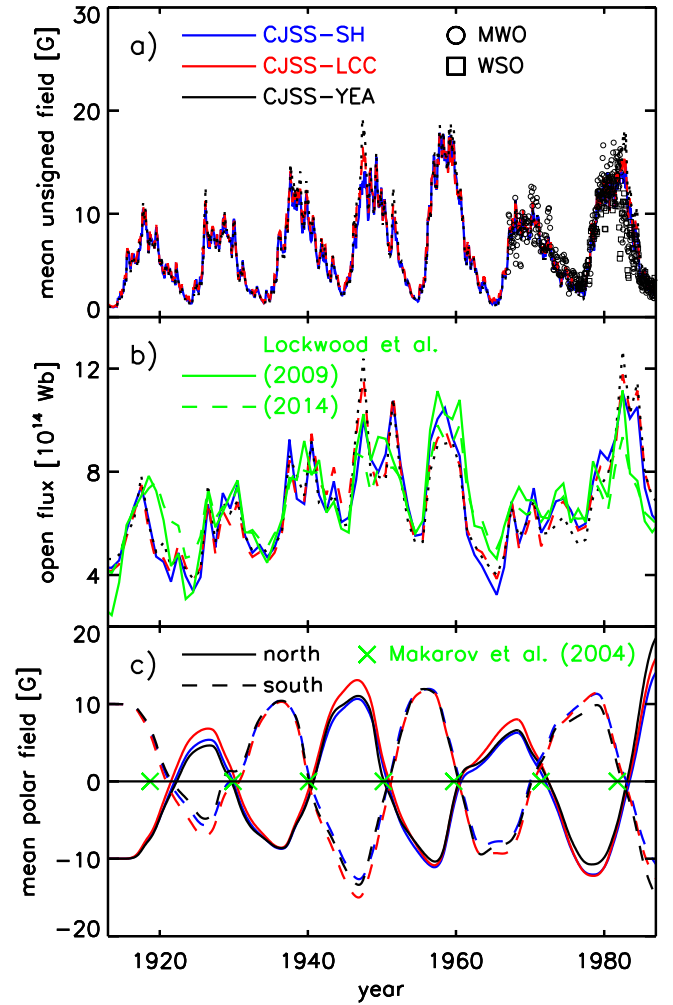 30
20
10
0
mean unsigned field [G]
a)
CJSS-SH
CJSS-LCC
CJSS-YEA
MWO
WSO
12
8
4
open flux [10¹⁴ Wb]
b)
Lockwood et al.
(2009)
(2014)
20
10
0
-10
-20
mean polar field [G]
c)
north
south
Makarov et al. (2004)
1920 1940 1960 1980
year